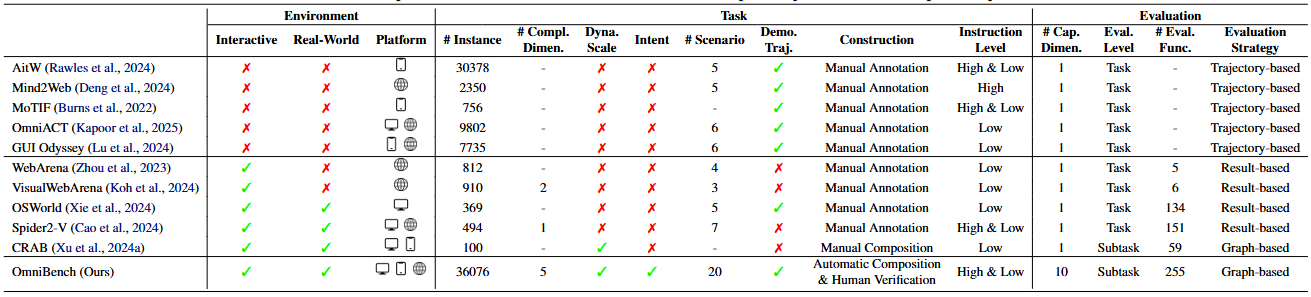 Environment Task Evaluation
Interactive Real-World Platform # Instance # Compl. Dimen. Dyna. Scale Intent # Scenario Demo. Traj. Construction Instruction Level # Cap. Dimen. Eval. Level # Eval. Func. Evaluation Strategy
AitW (Rawles et al., 2024) ✗ ✗ 30378 - ✗ ✗ 5 ✓ Manual Annotation High & Low 1 Task - Trajectory-based
Mind2Web (Deng et al., 2024) ✗ ✗ 2350 - ✗ ✗ 5 ✓ Manual Annotation High 1 Task - Trajectory-based
MoTIF (Burns et al., 2022) ✗ ✗ 756 - ✗ ✗ - ✓ Manual Annotation High & Low 1 Task - Trajectory-based
OmniACT (Kapoor et al., 2025) ✗ ✗ 9802 - ✗ ✗ 6 ✓ Manual Annotation Low 1 Task - Trajectory-based
GUI Odyssey (Lu et al., 2024) ✗ ✗ 7735 - ✗ ✗ 6 ✓ Manual Annotation Low 1 Task - Trajectory-based
WebArena (Zhou et al., 2023) ✓ ✗ 812 - ✗ ✗ 4 ✗ Manual Annotation Low 1 Task 5 Result-based
VisualWebArena (Koh et al., 2024) ✓ ✗ 910 2 ✗ ✗ 3 ✗ Manual Annotation Low 1 Task 6 Result-based
OSWorld (Xie et al., 2024) ✓ ✓ 369 - ✗ ✗ 5 ✓ Manual Annotation Low 1 Task 134 Result-based
Spider2-V (Cao et al., 2024) ✓ ✓ 494 1 ✗ ✗ 7 ✗ Manual Annotation High & Low 1 Task 151 Result-based
CRAB (Xu et al., 2024a) ✓ ✓ 100 - ✓ ✗ - ✗ Manual Composition Low 1 Subtask 59 Graph-based
OmniBench (Ours) ✓ ✓ 36076 5 ✓ ✓ 20 ✓ Automatic Composition & Human Verification High & Low 10 Subtask 255 Graph-based